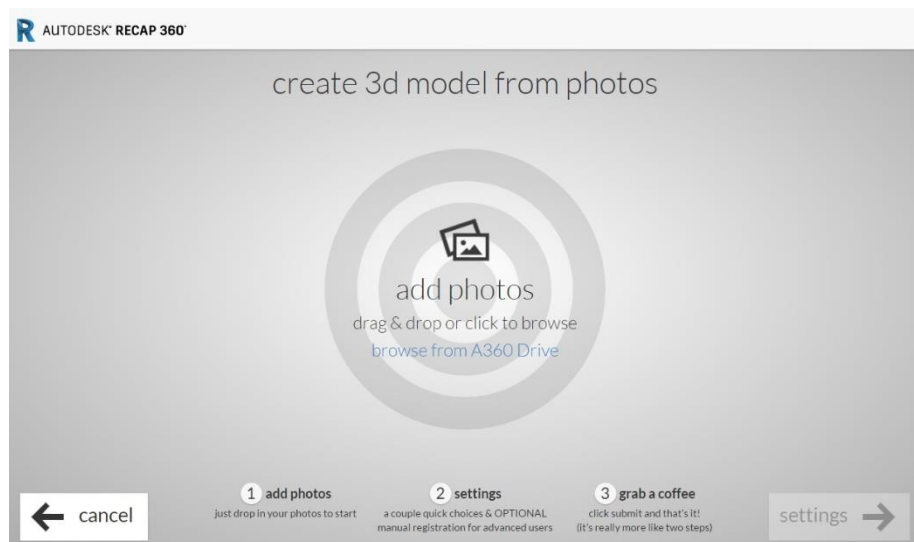 R AUTODESK® RECAP 360™
create 3d model from photos
add photos
drag & drop or click to browse
browse from A360 Drive
cancel
1 add photos
just drop in your photos to start
2 settings
a couple quick choices & OPTIONAL
manual registration for advanced users
3 grab a coffee
click submit and that's it!
(it's really more like two steps)
settings